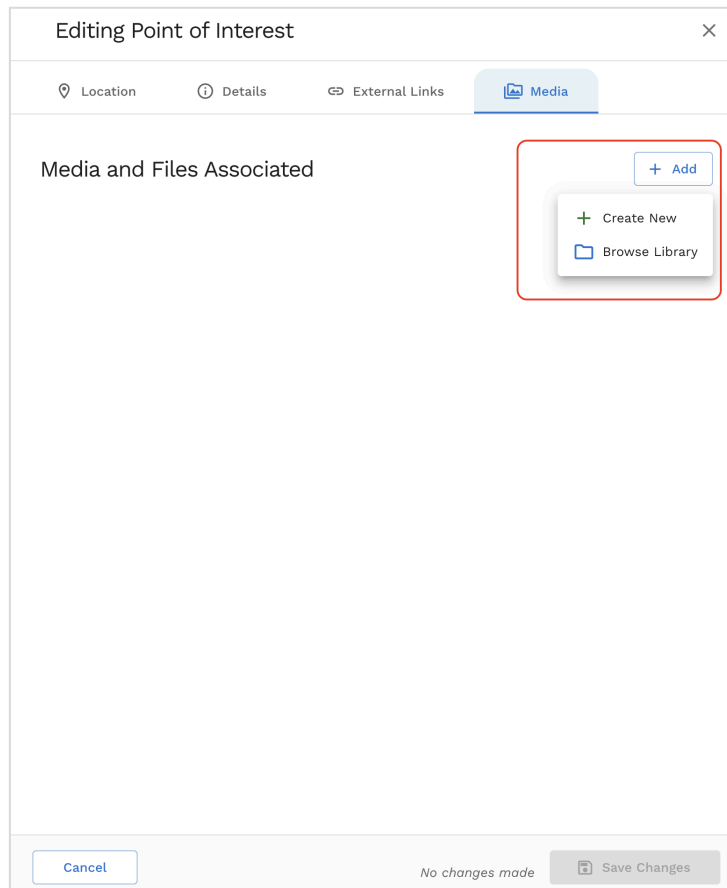 Editing Point of Interest
Location Details External Links Media
Media and Files Associated
Add
Create New
Browse Library
Cancel
No changes made
Save Changes